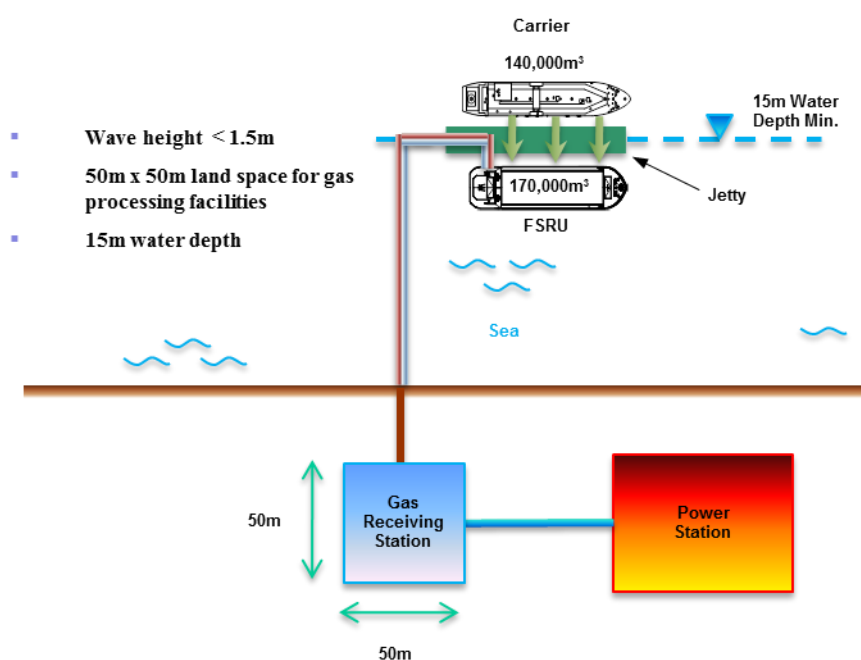 Carrier
140,000m³
15m Water
Depth Min.
▪ Wave height <1.5m
▪ 50m x 50m land space for gas
processing facilities
▪ 15m water depth
170,000m³
Jetty
FSRU
Sea
50m
Gas
Receiving
Station
Power
Station
50m